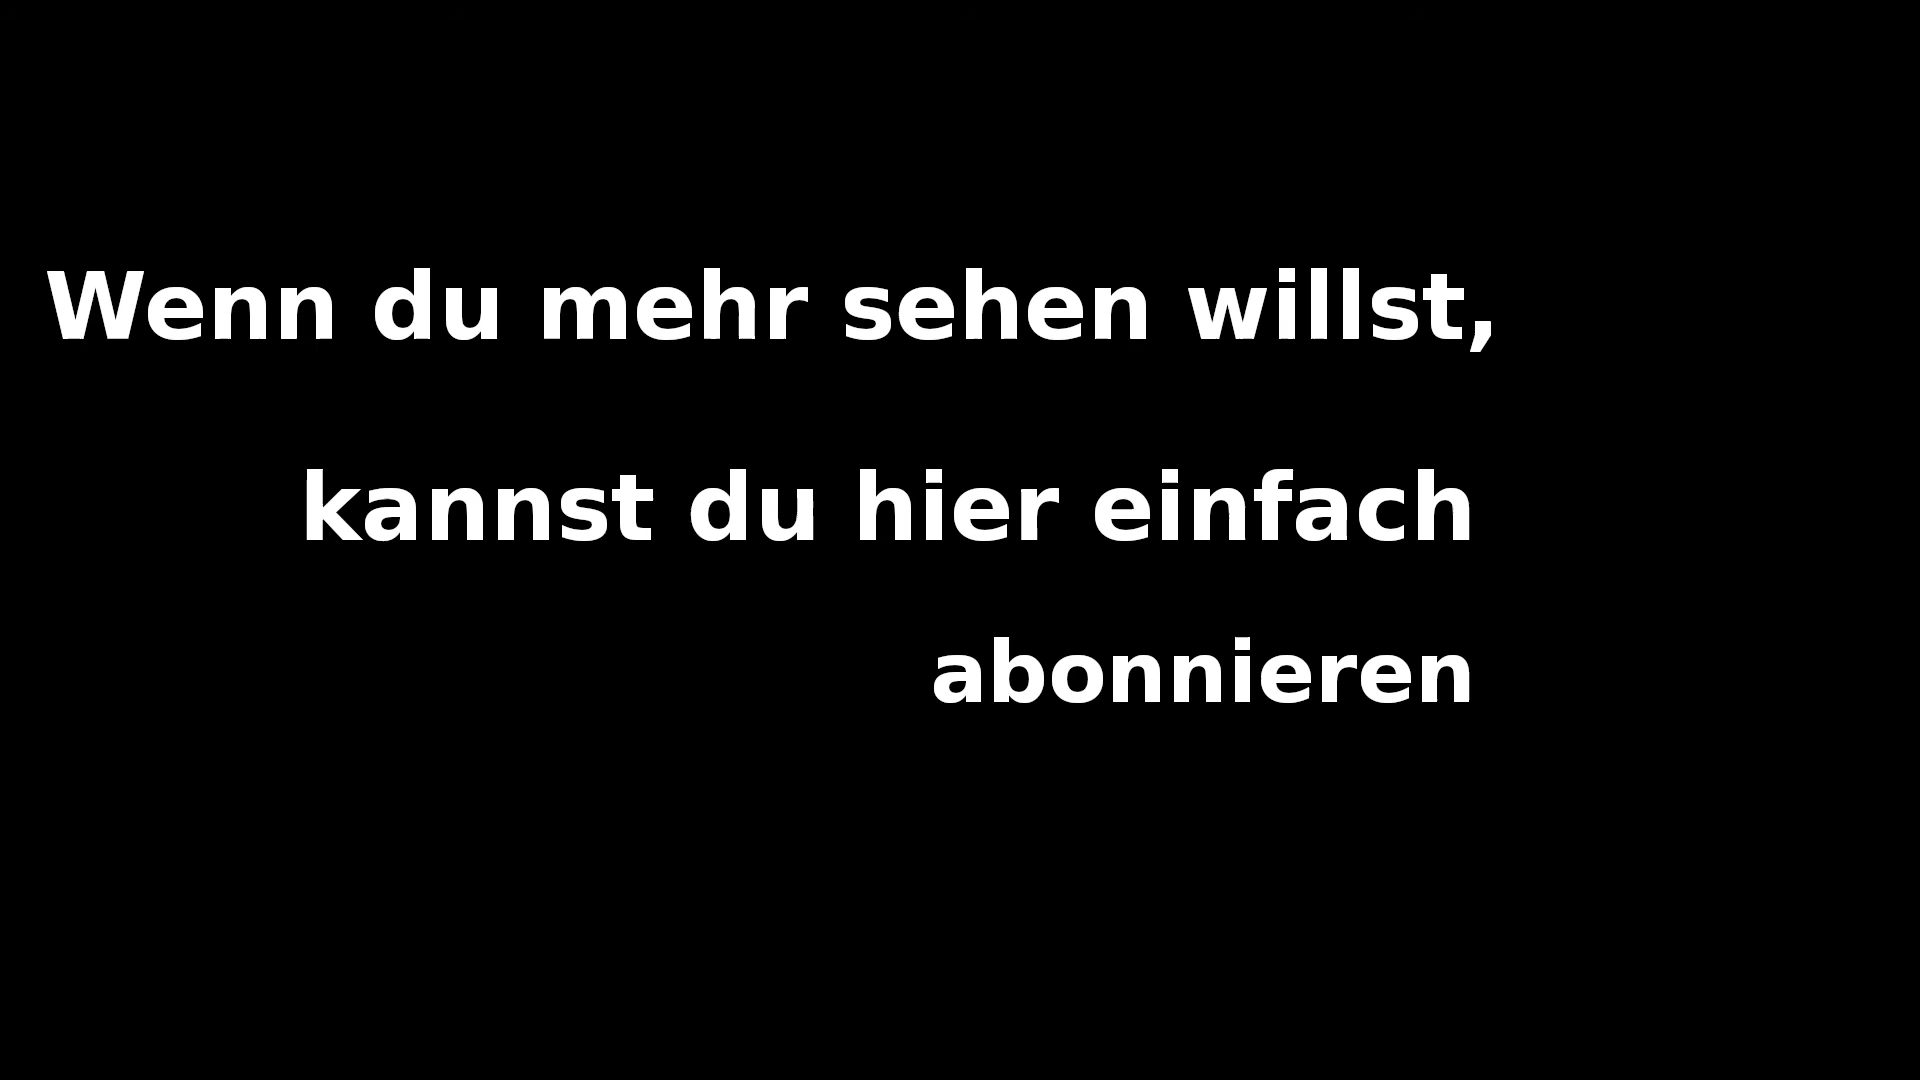 Wenn du mehr sehen willst,
kannst du hier einfach
abonnieren